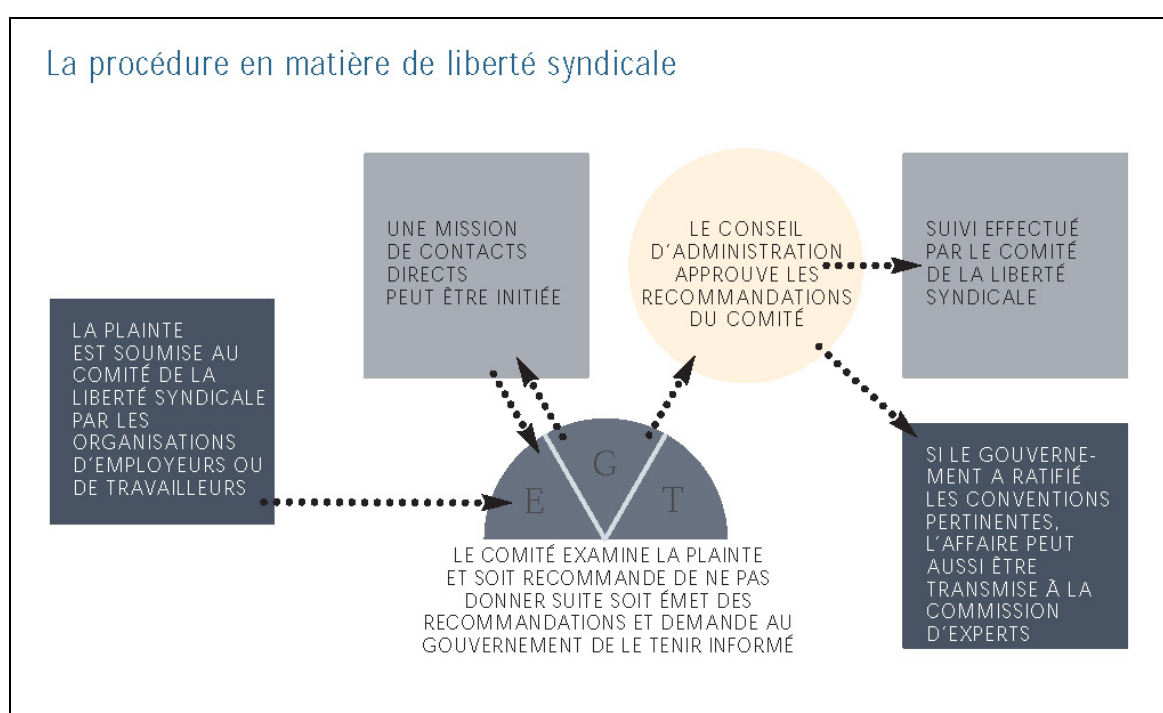 La procédure en matière de liberté syndicale
LA PLAINTE
EST SOUMISE AU
COMITÉ DE LA
LIBERTÉ SYNDICALE
PAR LES
ORGANISATIONS
D'EMPLOYEURS OU
DE TRAVAILLEURS
UNE MISSION
DE CONTACTS
DIRECTS
PEUT ÊTRE INITIÉE
E
G
T
LE COMITÉ EXAMINE LA PLAINTE
ET SOIT RECOMMANDE DE NE PAS
DONNER SUITE SOIT ÉMET DES
RECOMMANDATIONS ET DEMANDE AU
GOUVERNEMENT DE LE TENIR INFORMÉ
LE CONSEIL
D'ADMINISTRATION
APPROUVE LES
RECOMMANDATIONS
DU COMITÉ
SUIVI EFFECTUÉ
PAR LE COMITÉ
DE LA LIBERTÉ
SYNDICALE
SI LE GOUVERNE-
MENT A RATIFIÉ
LES CONVENTIONS
PERTINENTES,
L'AFFAIRE PEUT
AUSSI ÊTRE
TRANSMISE À LA
COMMISSION
D'EXPERTS